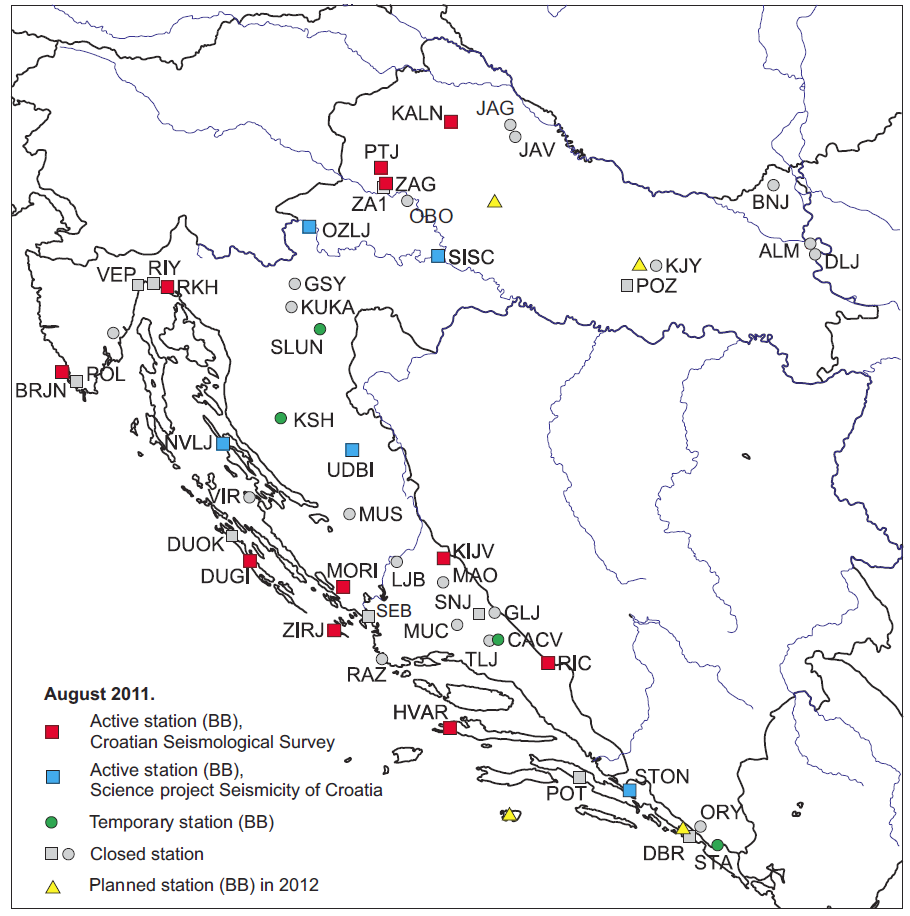 KALN
JAG
JAV
PTJ
ZAG
ZA1
OBO
BNJ
OZLJ
SISC
ALM
DLJ
KJY
POZ
VEP
RIY
RKH
GSY
KUKA
SLUN
BRJN
POL
KSH
NVLJ
UDBI
VIR
MUS
DUOK
DUGI
KIJV
LJB
MAO
MORI
SNJ
GLJ
SEB
ZIRJ
MUC
CACV
TLJ
RIC
RAZ
HVAR
STON
POT
ORY
DBR
STA
August 2011.
Active station (BB),
Croatian Seismological Survey
Active station (BB),
Science project Seismicity of Croatia
Temporary station (BB)
Closed station
Planned station (BB) in 2012